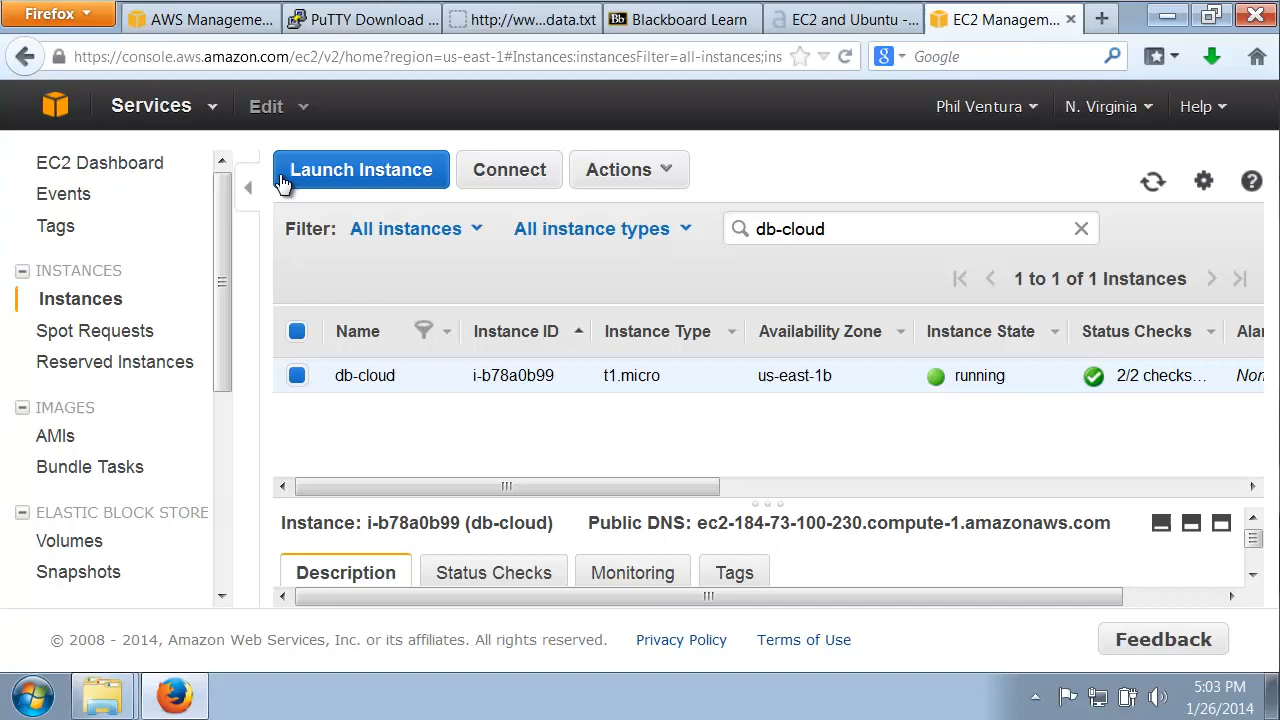 Firefox
AWS Manageme...
PuTTY Download ...
http://ww...data.txt
Bb Blackboard Learn
EC2 and Ubuntu -...
EC2 Managem...
https://console.aws.amazon.com/ec2/v2/home?region=us-east-1#Instances:instancesFilter=all-instances;ins
Google
Services
Edit
Phil Ventura
N. Virginia
Help
EC2 Dashboard
Events
Tags
INSTANCES
Instances
Spot Requests
Reserved Instances
IMAGES
AMIs
Bundle Tasks
ELASTIC BLOCK STORE
Volumes
Snapshots
Launch Instance
Connect
Actions
Filter: All instances All instance types db-cloud
1 to 1 of 1 Instances
Name Instance ID Instance Type Availability Zone Instance State Status Checks Alar
db-cloud i-b78a0b99 t1.micro us-east-1b running 2/2 checks... Non
Instance: i-b78a0b99 (db-cloud) Public DNS: ec2-184-73-100-230.compute-1.amazonaws.com
Description Status Checks Monitoring Tags
© 2008 - 2014, Amazon Web Services, Inc. or its affiliates. All rights reserved. Privacy Policy Terms of Use
Feedback
5:03 PM
1/26/2014